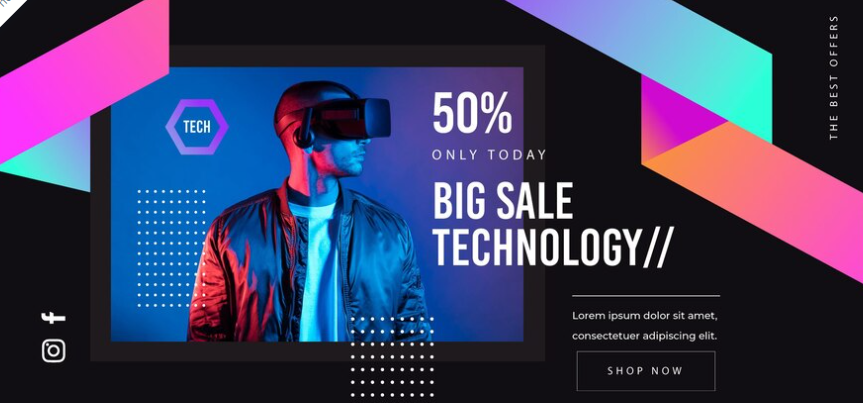 TECH
50%
ONLY TODAY
BIG SALE
TECHNOLOGY//
Lorem ipsum dolor sit amet,
consectetuer adipiscing elit.
SHOP NOW
THE BEST OFFERS